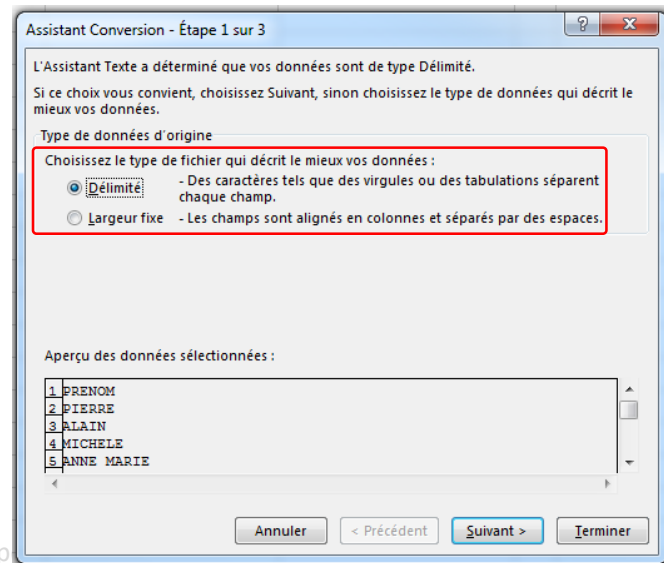 Assistant Conversion - Étape 1 sur 3
L'Assistant Texte a déterminé que vos données sont de type Délimité.
Si ce choix vous convient, choisissez Suivant, sinon choisissez le type de données qui décrit le
mieux vos données.
Type de données d'origine
Choisissez le type de fichier qui décrit le mieux vos données :
Délimité - Des caractères tels que des virgules ou des tabulations séparent
chaque champ.
Largeur fixe - Les champs sont alignés en colonnes et séparés par des espaces.
Aperçu des données sélectionnées :
1 PRENOM
2 PIERRE
3 ALAIN
4 MICHELE
5 ANNE MARIE
Annuler < Précédent Suivant > Terminer